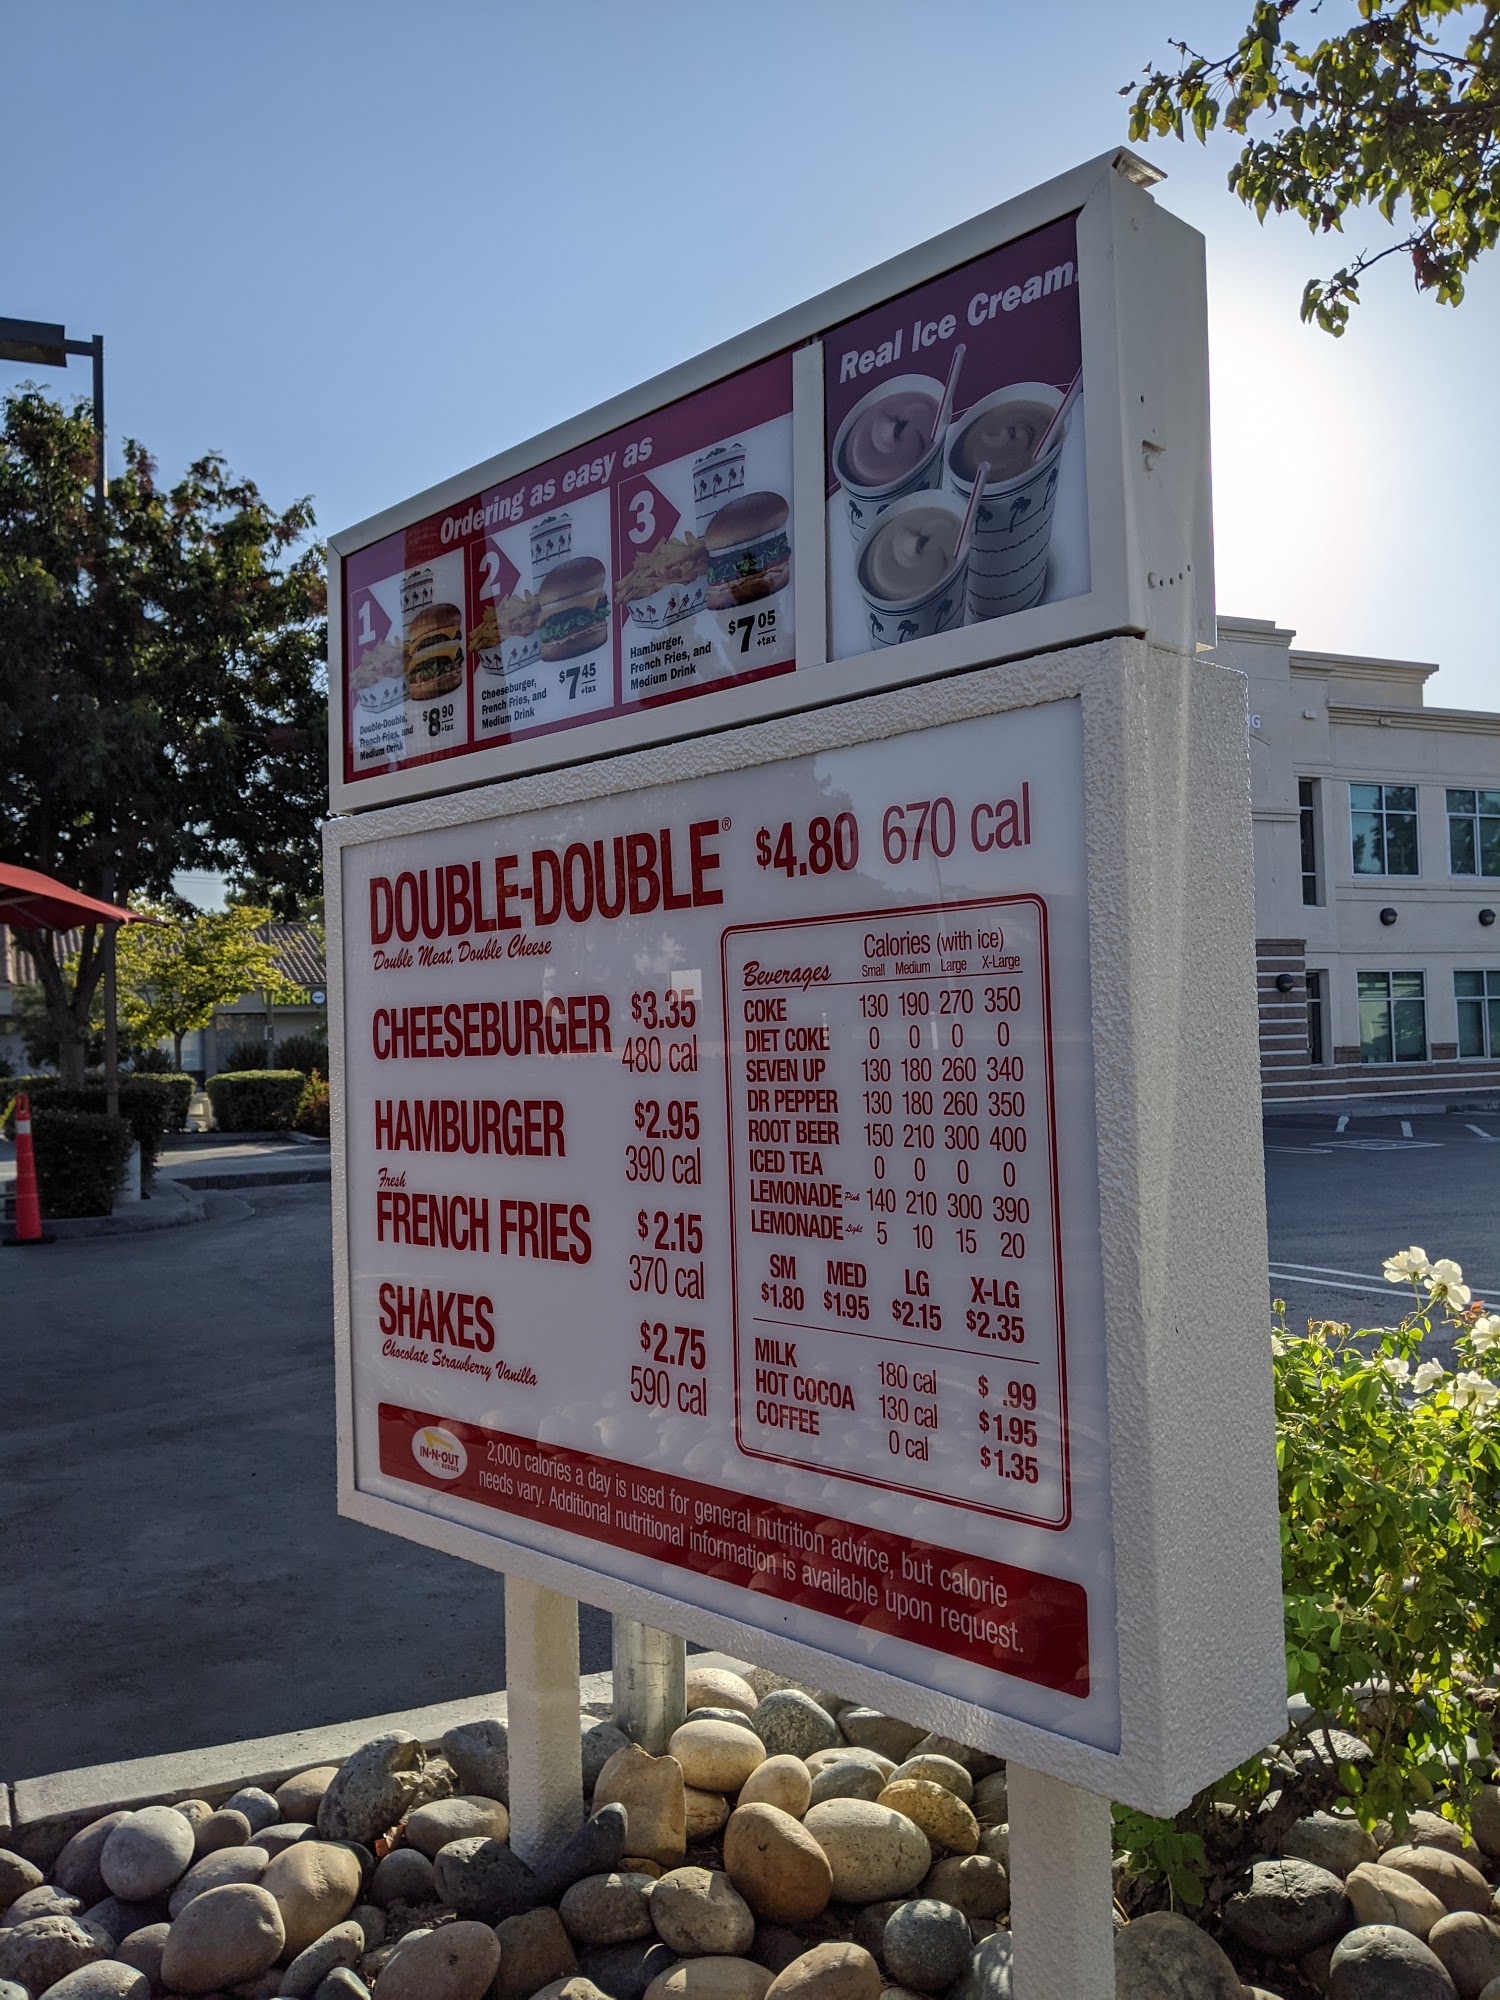 Real Ice Cream.
Ordering as easy as
1
Double-Double,
French Fries, and
Medium Drink
$8 90
+tax
2
Cheeseburger,
French Fries, and
Medium Drink
$7 45
+tax
3
Hamburger,
French Fries, and
Medium Drink
$7 05
+tax
DOUBLE-DOUBLE® $4.80 670 cal
Double Meat, Double Cheese
CHEESEBURGER $3.35
480 cal
HAMBURGER $2.95
390 cal
Fresh
FRENCH FRIES $2.15
370 cal
SHAKES $2.75
Chocolate Strawberry Vanilla
590 cal
Calories (with ice)
Beverages Small Medium Large X-Large
COKE 130 190 270 350
DIET COKE 0 0 0 0
SEVEN UP 130 180 260 340
DR PEPPER 130 180 260 350
ROOT BEER 150 210 300 400
ICED TEA 0 0 0 0
LEMONADE Pink 140 210 300 390
LEMONADE Light 5 10 15 20
SM MED LG X-LG
$1.80 $1.95 $2.15 $2.35
MILK 180 cal $ .99
HOT COCOA 130 cal $1.95
COFFEE 0 cal $1.35
IN-N-OUT
BURGER
2,000 calories a day is used for general nutrition advice, but calorie
needs vary. Additional nutritional information is available upon request.
G